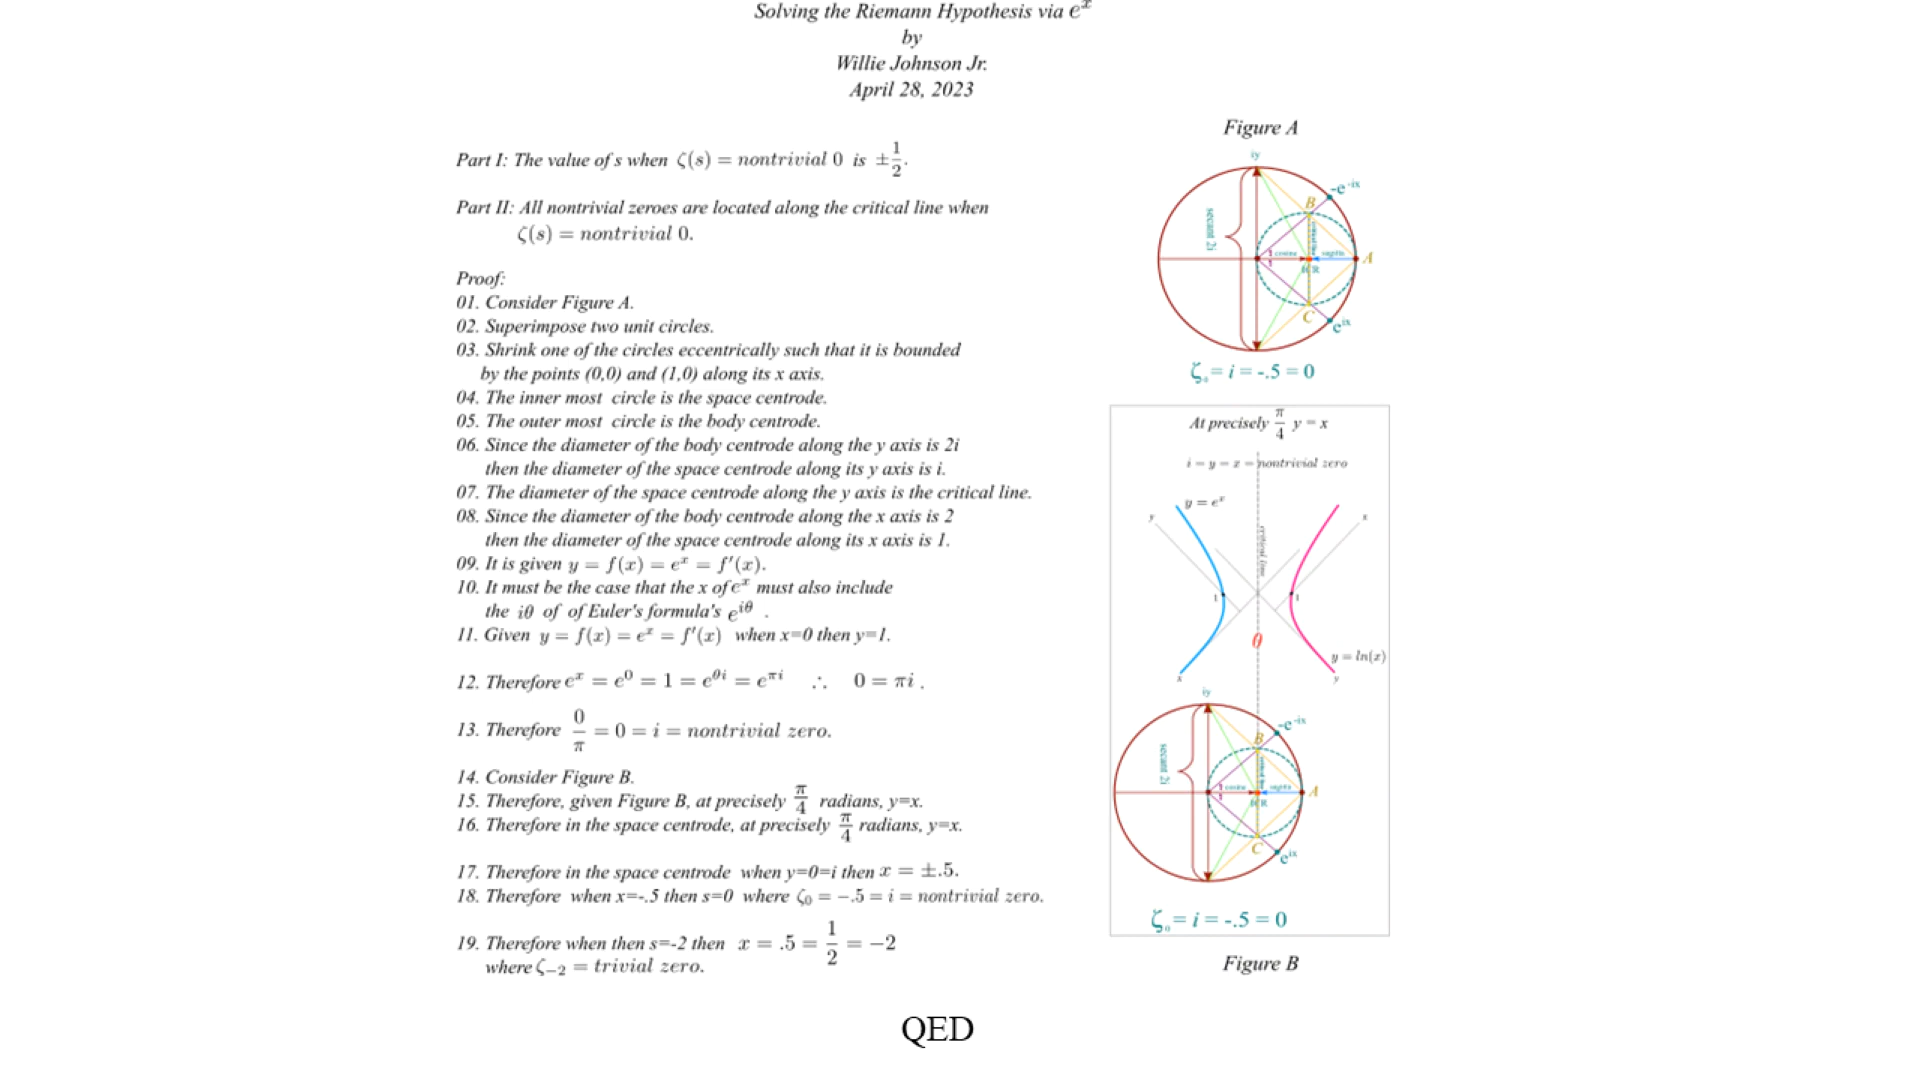 Solving the Riemann Hypothesis via e^x
by
Willie Johnson Jr.
April 28, 2023
Part I: The value of s when ζ(s) = nontrivial 0 is ±1/2.
Part II: All nontrivial zeroes are located along the critical line when
ζ(s) = nontrivial 0.
Proof:
01. Consider Figure A.
02. Superimpose two unit circles.
03. Shrink one of the circles eccentrically such that it is bounded
by the points (0,0) and (1,0) along its x axis.
04. The inner most circle is the space centrode.
05. The outer most circle is the body centrode.
06. Since the diameter of the body centrode along the y axis is 2i
then the diameter of the space centrode along its y axis is i.
07. The diameter of the space centrode along the y axis is the critical line.
08. Since the diameter of the body centrode along the x axis is 2
then the diameter of the space centrode along its x axis is 1.
09. It is given y = f(x) = e^x = f'(x).
10. It must be the case that the x of e^x must also include
the iθ of of Euler's formula's e^iθ .
11. Given y = f(x) = e^x = f'(x) when x=0 then y=1.
12. Therefore e^x = e^0 = 1 = e^0i = e^πi ∴ 0 = πi .
13. Therefore 0/π = 0 = i = nontrivial zero.
14. Consider Figure B.
15. Therefore, given Figure B, at precisely π/4 radians, y=x.
16. Therefore in the space centrode, at precisely π/4 radians, y=x.
17. Therefore in the space centrode when y=0=i then x = ±.5.
18. Therefore when x=-.5 then s=0 where ζ₀ = −.5 = i = nontrivial zero.
19. Therefore when then s=-2 then x = .5 = 1/2 = −2
where ζ₋₂ = trivial zero.
QED
Figure A
iy
-e^-ix
B
secant 2i
cosine
A
C
e^ix
ζ₀ = i = -.5 = 0
At precisely π/4 y = x
i = y = x = nontrivial zero
y = e^x
y
x
critical line
1
1
0
y = ln(x)
x
y
iy
-e^-ix
B
secant 2i
cosine
A
C
e^ix
ζ₀ = i = -.5 = 0
Figure B